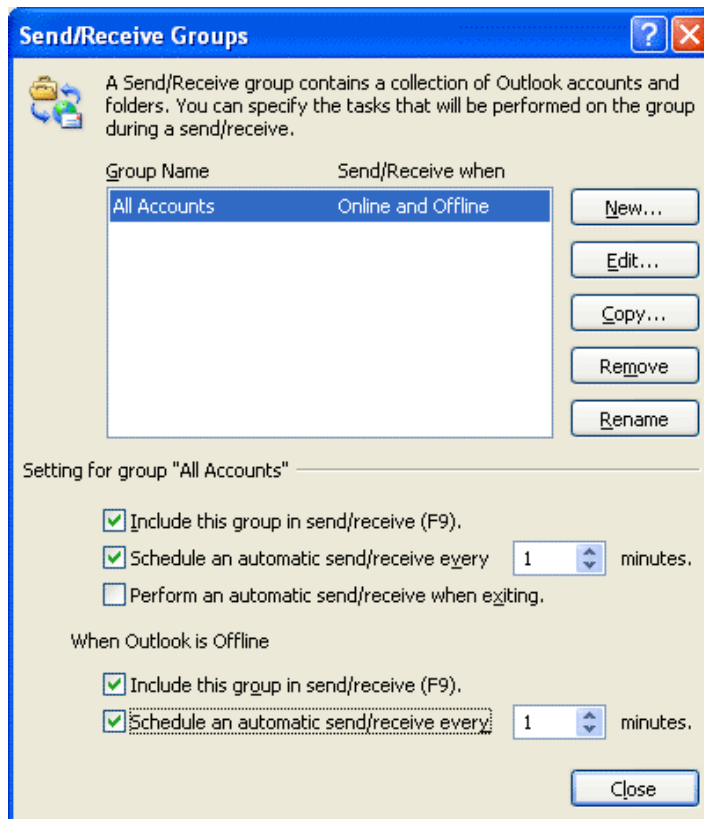 Send/Receive Groups
A Send/Receive group contains a collection of Outlook accounts and
folders. You can specify the tasks that will be performed on the group
during a send/receive.
Group Name Send/Receive when
All Accounts Online and Offline
New...
Edit...
Copy...
Remove
Rename
Setting for group "All Accounts"
Include this group in send/receive (F9).
Schedule an automatic send/receive every 1 minutes.
Perform an automatic send/receive when exiting.
When Outlook is Offline
Include this group in send/receive (F9).
Schedule an automatic send/receive every 1 minutes.
Close